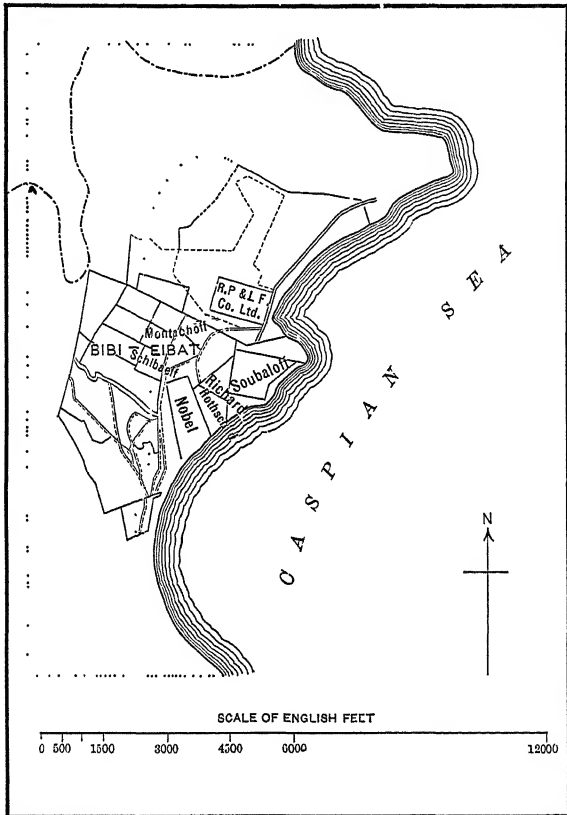 R.P & L F.
Co. Ltd.
Montachoff
BIBI – EIBAT
Schibaeff
Soubaloff
Richard
Rothsc
Nobel
CASPIAN SEA
N
SCALE OF ENGLISH FEET
0 500 1500 3000 4500 6000 12000